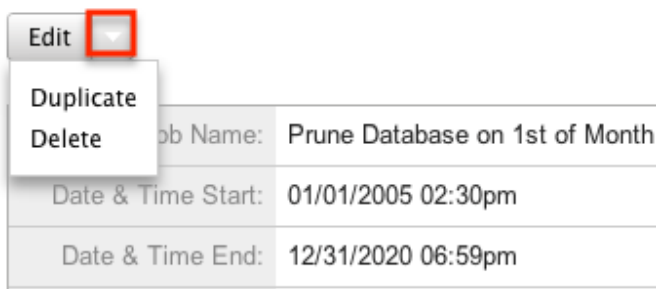 Edit
Duplicate
Delete
ob Name: Prune Database on 1st of Month
Date & Time Start: 01/01/2005 02:30pm
Date & Time End: 12/31/2020 06:59pm